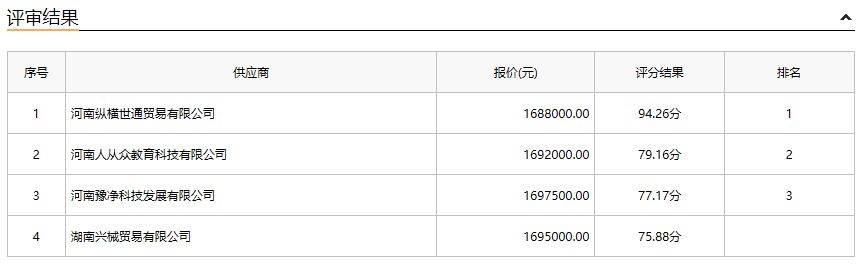 评审结果
序号 供应商 报价(元) 评分结果 排名
1 河南纵横世通贸易有限公司 1688000.00 94.26分 1
2 河南人从众教育科技有限公司 1692000.00 79.16分 2
3 河南豫净科技发展有限公司 1697500.00 77.17分 3
4 湖南兴械贸易有限公司 1695000.00 75.88分